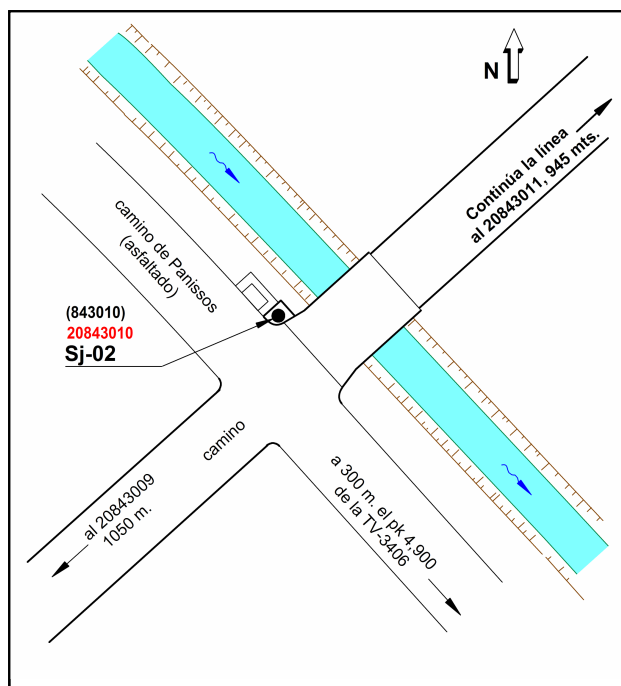 N
Continúa la línea
al 20843011, 945 mts.
camino de Panissos
(asfaltado)
(843010)
20843010
Sj-02
camino
al 20843009
1050 m.
a 300 m. el pk 4,900
de la TV-3406